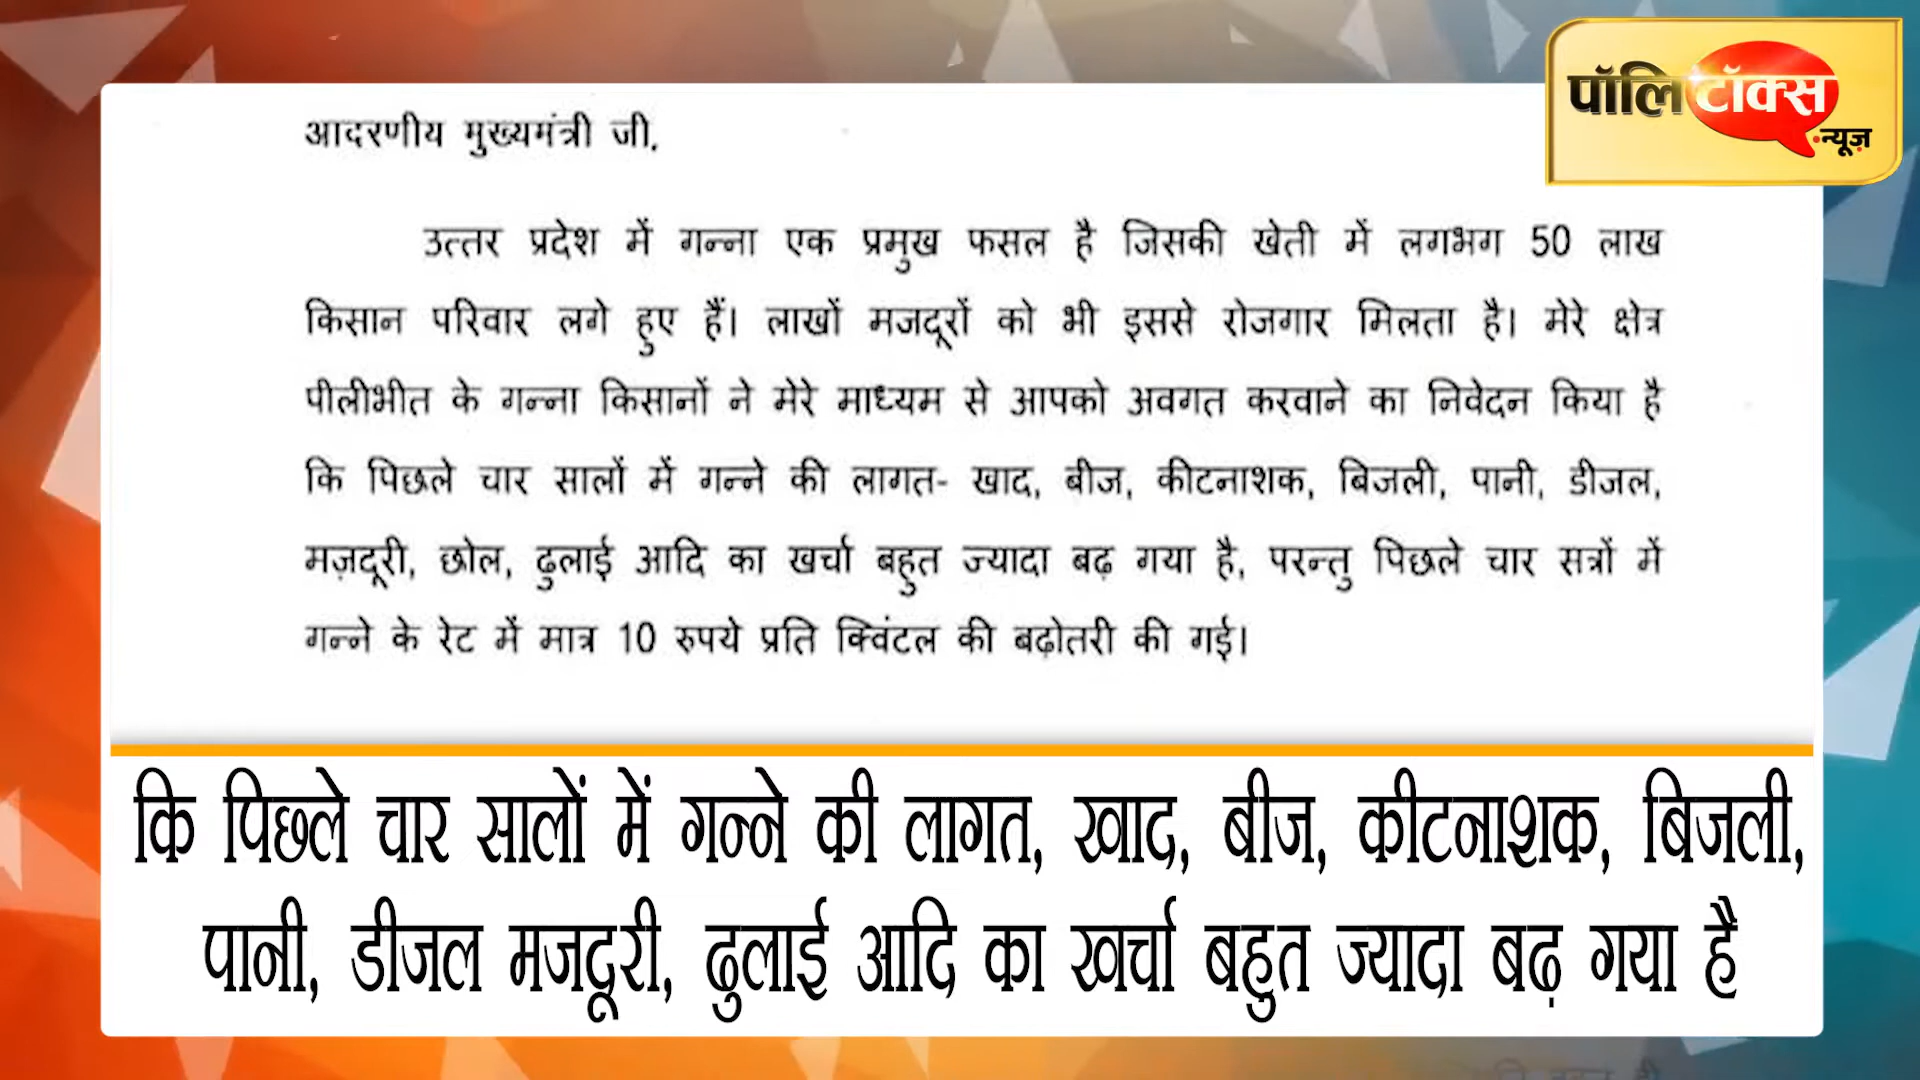 पॉलिटॉक्स
न्यूज़
आदरणीय मुख्यमंत्री जी,
उत्तर प्रदेश में गन्ना एक प्रमुख फसल है जिसकी खेती में लगभग 50 लाख
किसान परिवार लगे हुए हैं। लाखों मजदूरों को भी इससे रोजगार मिलता है। मेरे क्षेत्र
पीलीभीत के गन्ना किसानों ने मेरे माध्यम से आपको अवगत करवाने का निवेदन किया है
कि पिछले चार सालों में गन्ने की लागत- खाद, बीज, कीटनाशक, बिजली, पानी, डीजल,
मज़दूरी, छोल, ढुलाई आदि का खर्चा बहुत ज्यादा बढ़ गया है, परन्तु पिछले चार सत्रों में
गन्ने के रेट में मात्र 10 रुपये प्रति क्विंटल की बढ़ोतरी की गई।
कि पिछले चार सालों में गन्ने की लागत, खाद, बीज, कीटनाशक, बिजली,
पानी, डीजल मजदूरी, ढुलाई आदि का खर्चा बहुत ज्यादा बढ़ गया है